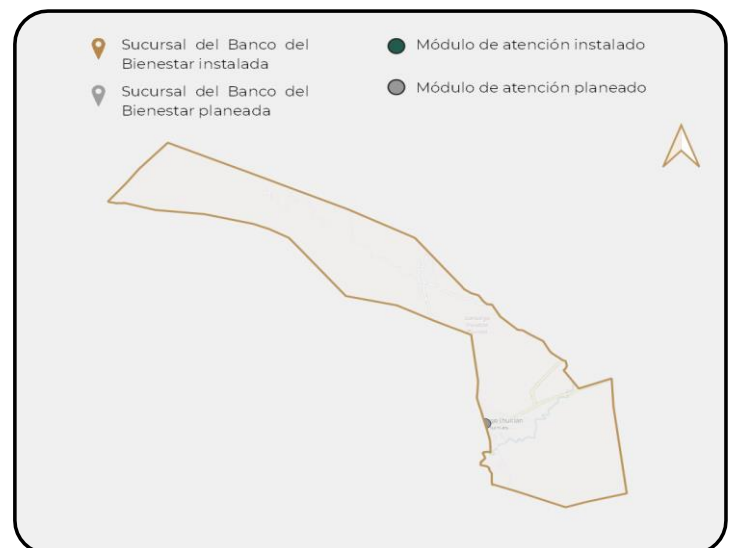 Sucursal del Banco del
Bienestar instalada
Sucursal del Banco del
Bienestar planeada
Módulo de atención instalado
Módulo de atención planeado